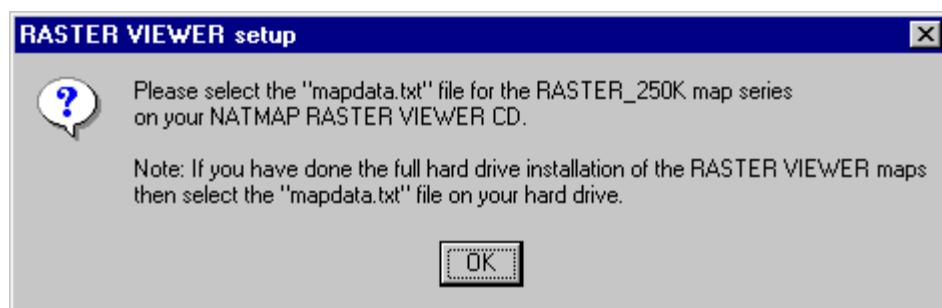 RASTER VIEWER setup
Please select the "mapdata.txt" file for the RASTER_250K map series
on your NATMAP RASTER VIEWER CD.
Note: If you have done the full hard drive installation of the RASTER VIEWER maps
then select the "mapdata.txt" file on your hard drive.
OK